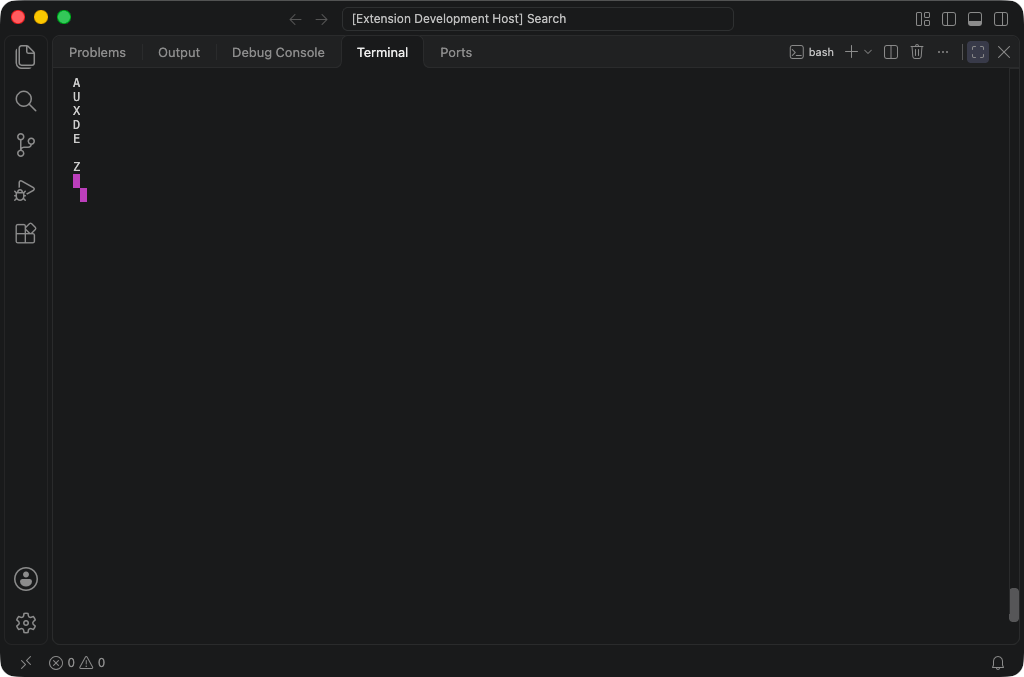 [Extension Development Host] Search
Problems
Output
Debug Console
Terminal
Ports
bash
A
U
X
D
E
Z
0
0